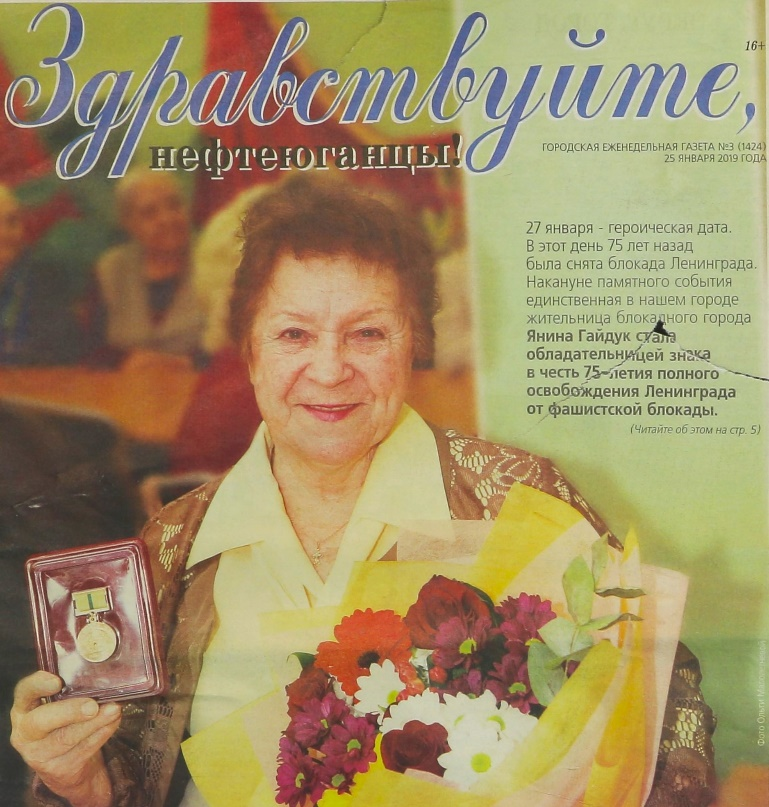 Здравствуйте,
16+
нефтеюганцы!
ГОРОДСКАЯ ЕЖЕНЕДЕЛЬНАЯ ГАЗЕТА №3 (1424)
25 ЯНВАРЯ 2019 ГОДА
27 января - героическая дата.
В этот день 75 лет назад
была снята блокада Ленинграда.
Накануне памятного события
единственная в нашем городе
жительница блокадного города
Янина Гайдук стала
обладательницей знака
в честь 75-летия полного
освобождения Ленинграда
от фашистской блокады.
(Читайте об этом на стр. 5)
Фото Ольги